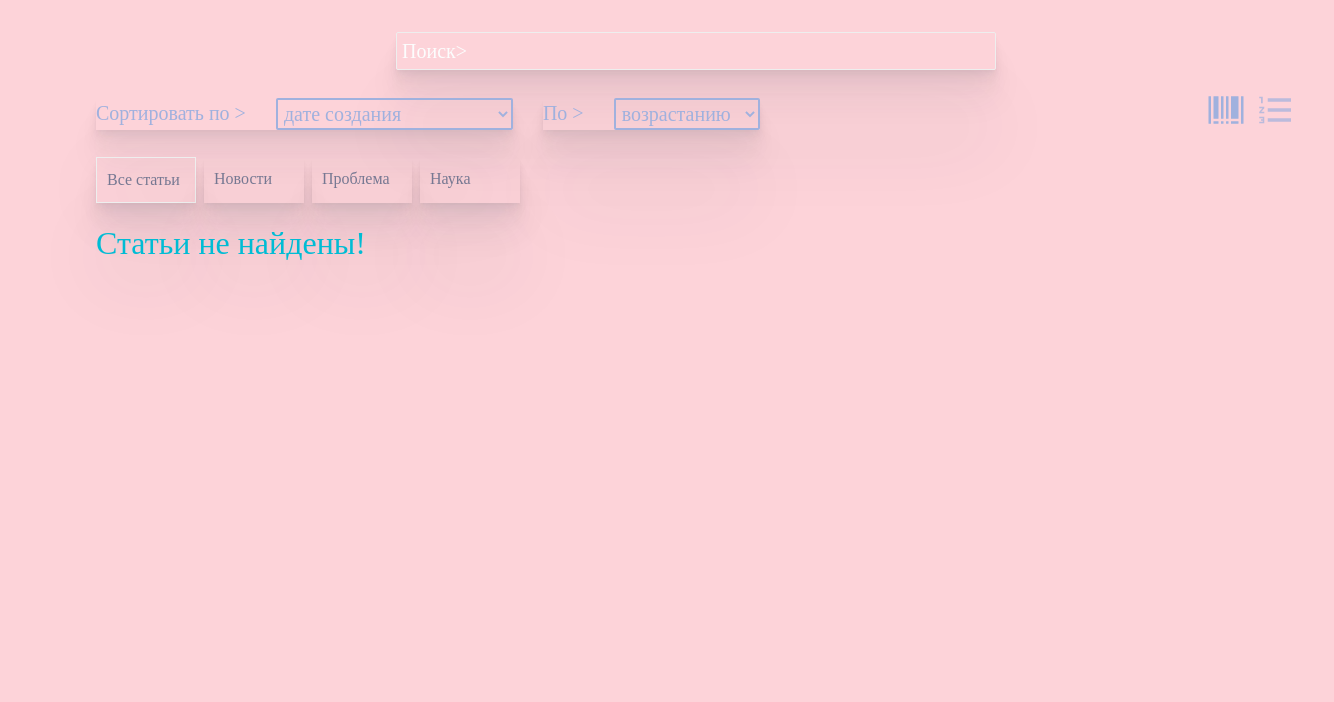 Поиск>
Сортировать по > дате создания По > возрастанию
Все статьи Новости Проблема Наука
Статьи не найдены!